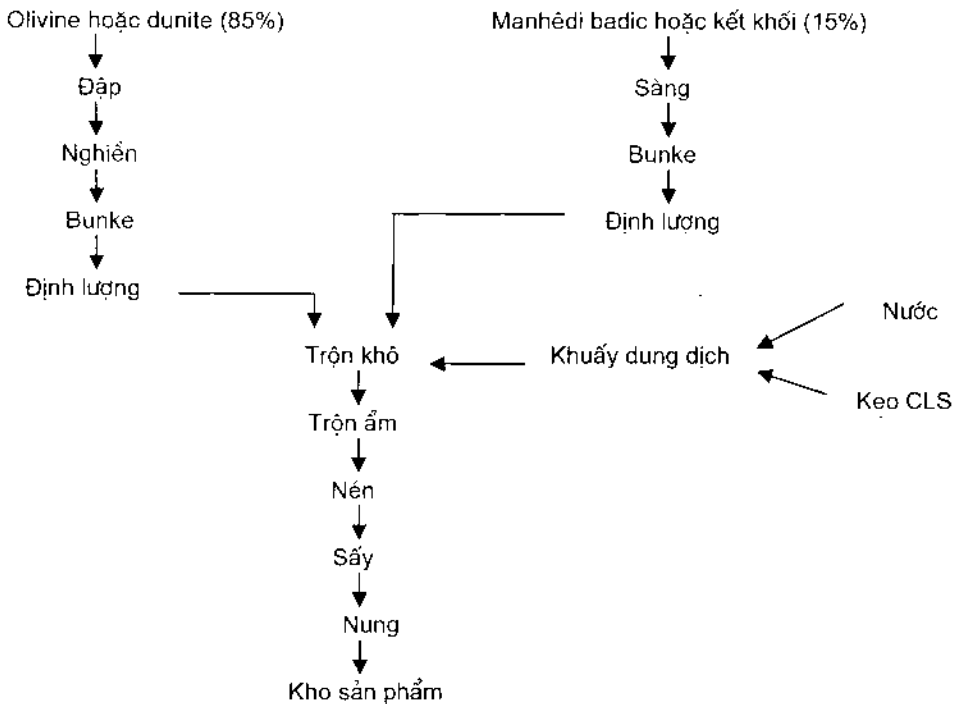 Olivine hoặc dunite (85%)
Manhêdi badic hoặc kết khối (15%)
Đập
Sàng
Nghiền
Bunke
Bunke
Định lượng
Định lượng
Nước
Trộn khô
Khuấy dung dịch
Kẹo CLS
Trộn ẩm
Nén
Sấy
Nung
Kho sản phẩm